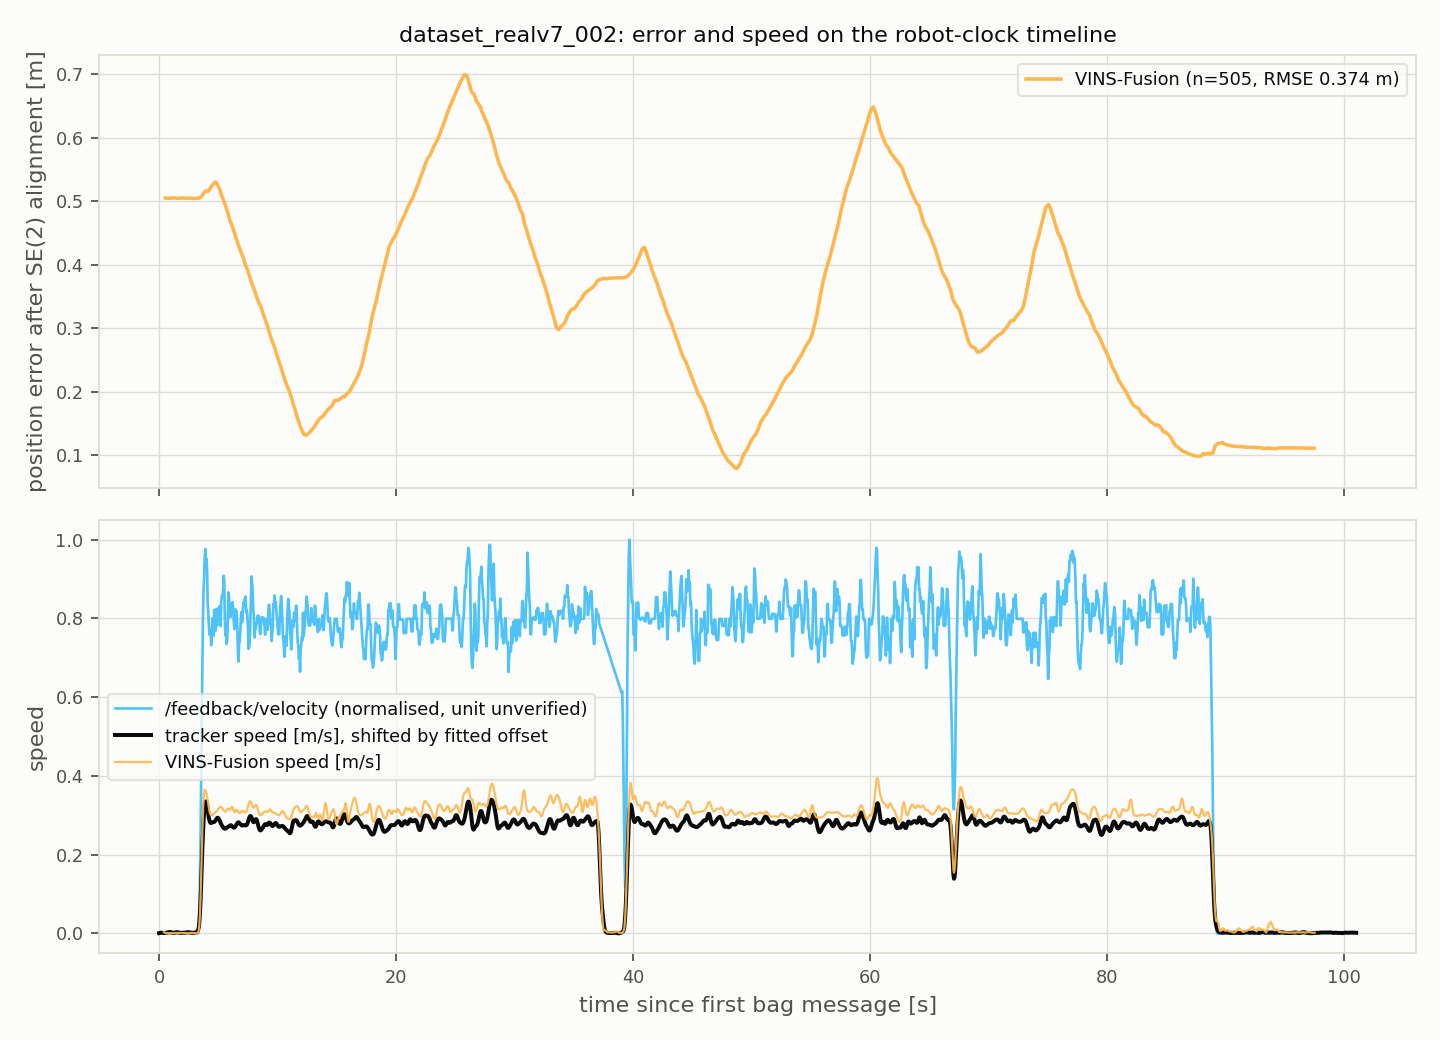 dataset_realv7_002: error and speed on the robot-clock timeline
position error after SE(2) alignment [m]
0.7
0.6
0.5
0.4
0.3
0.2
0.1
VINS-Fusion (n=505, RMSE 0.374 m)
speed
1.0
0.8
0.6
0.4
0.2
0.0
/feedback/velocity (normalised, unit unverified)
tracker speed [m/s], shifted by fitted offset
VINS-Fusion speed [m/s]
0
20
40
60
80
100
time since first bag message [s]